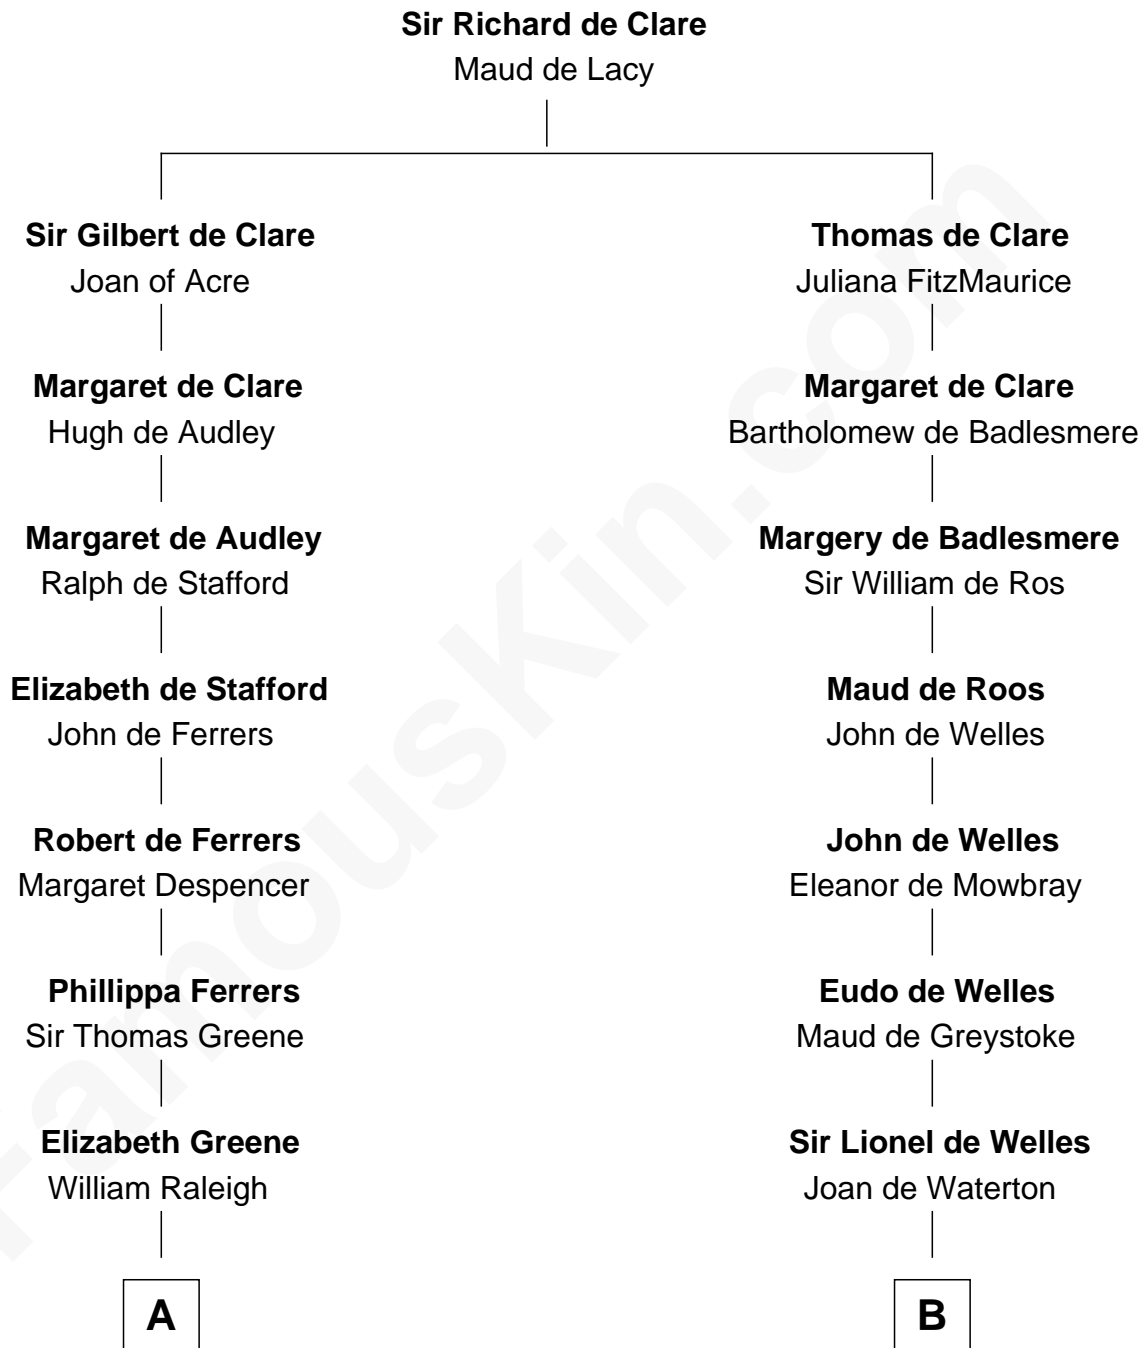 Sir Richard de Clare
Maud de Lacy
Sir Gilbert de Clare
Joan of Acre
Thomas de Clare
Juliana FitzMaurice
Margaret de Clare
Hugh de Audley
Margaret de Clare
Bartholomew de Badlesmere
Margaret de Audley
Ralph de Stafford
Margery de Badlesmere
Sir William de Ros
Elizabeth de Stafford
John de Ferrers
Maud de Roos
John de Welles
Robert de Ferrers
Margaret Despencer
John de Welles
Eleanor de Mowbray
Phillippa Ferrers
Sir Thomas Greene
Eudo de Welles
Maud de Greystoke
Elizabeth Greene
William Raleigh
Sir Lionel de Welles
Joan de Waterton
A
B
FamousKin.com